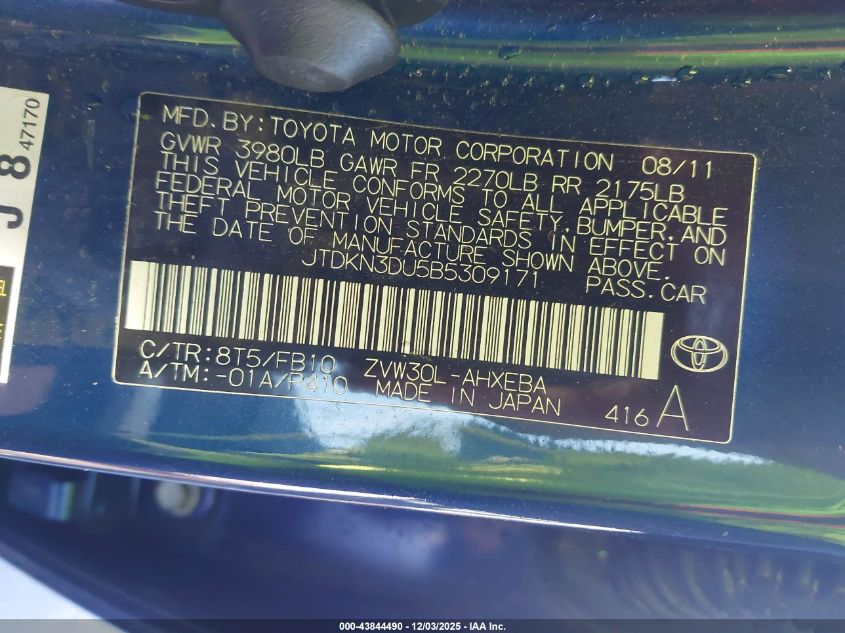 J 8 47170
MFD. BY: TOYOTA MOTOR CORPORATION 08/11
GVWR 3980LB GAWR FR 2270LB RR 2175LB
THIS VEHICLE CONFORMS TO ALL APPLICABLE
FEDERAL MOTOR VEHICLE SAFETY, BUMPER, AND
THEFT PREVENTION STANDARDS IN EFFECT ON
THE DATE OF MANUFACTURE SHOWN ABOVE.
JTDKN3DU5B5309171 PASS. CAR
C/TR: 8T5/FB10 ZVW30L-AHXEBA
A/TM: -01A/P410 MADE IN JAPAN
416 A
000-43844490 - 12/03/2025 - IAA Inc.